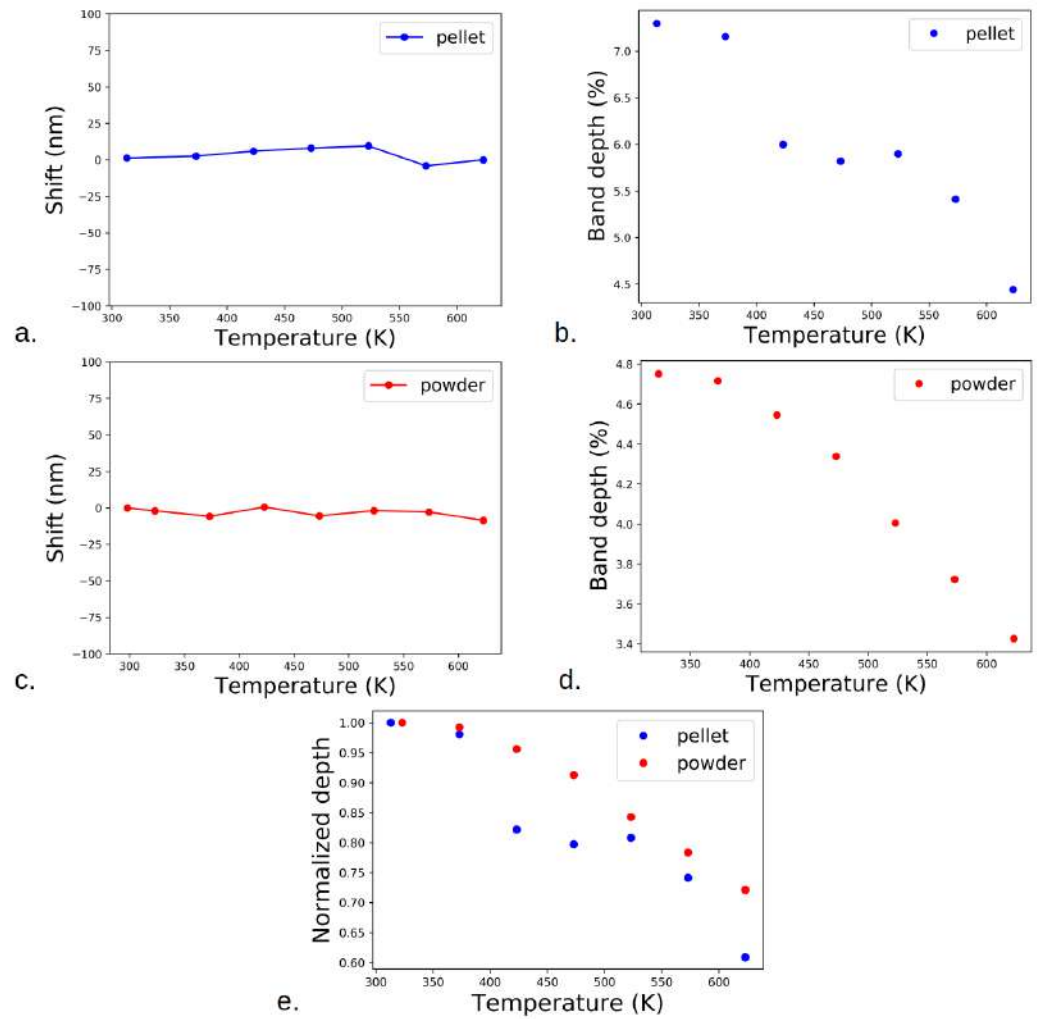 100
75
50
25
0
−25
−50
−75
−100
Shift (nm)
pellet
300 350 400 450 500 550 600
Temperature (K)
a.
7.0
6.5
6.0
5.5
5.0
4.5
Band depth (%)
pellet
350 400 450 500 550 600
Temperature (K)
b.
100
75
50
25
0
−25
−50
−75
−100
Shift (nm)
powder
300 350 400 450 500 550 600
Temperature (K)
c.
4.8
4.6
4.4
4.2
4.0
3.8
3.6
3.4
Band depth (%)
powder
350 400 450 500 550 600
Temperature (K)
d.
1.00
0.95
0.90
0.85
0.80
0.75
0.70
0.65
0.60
Normalized depth
pellet
powder
300 350 400 450 500 550 600
Temperature (K)
e.